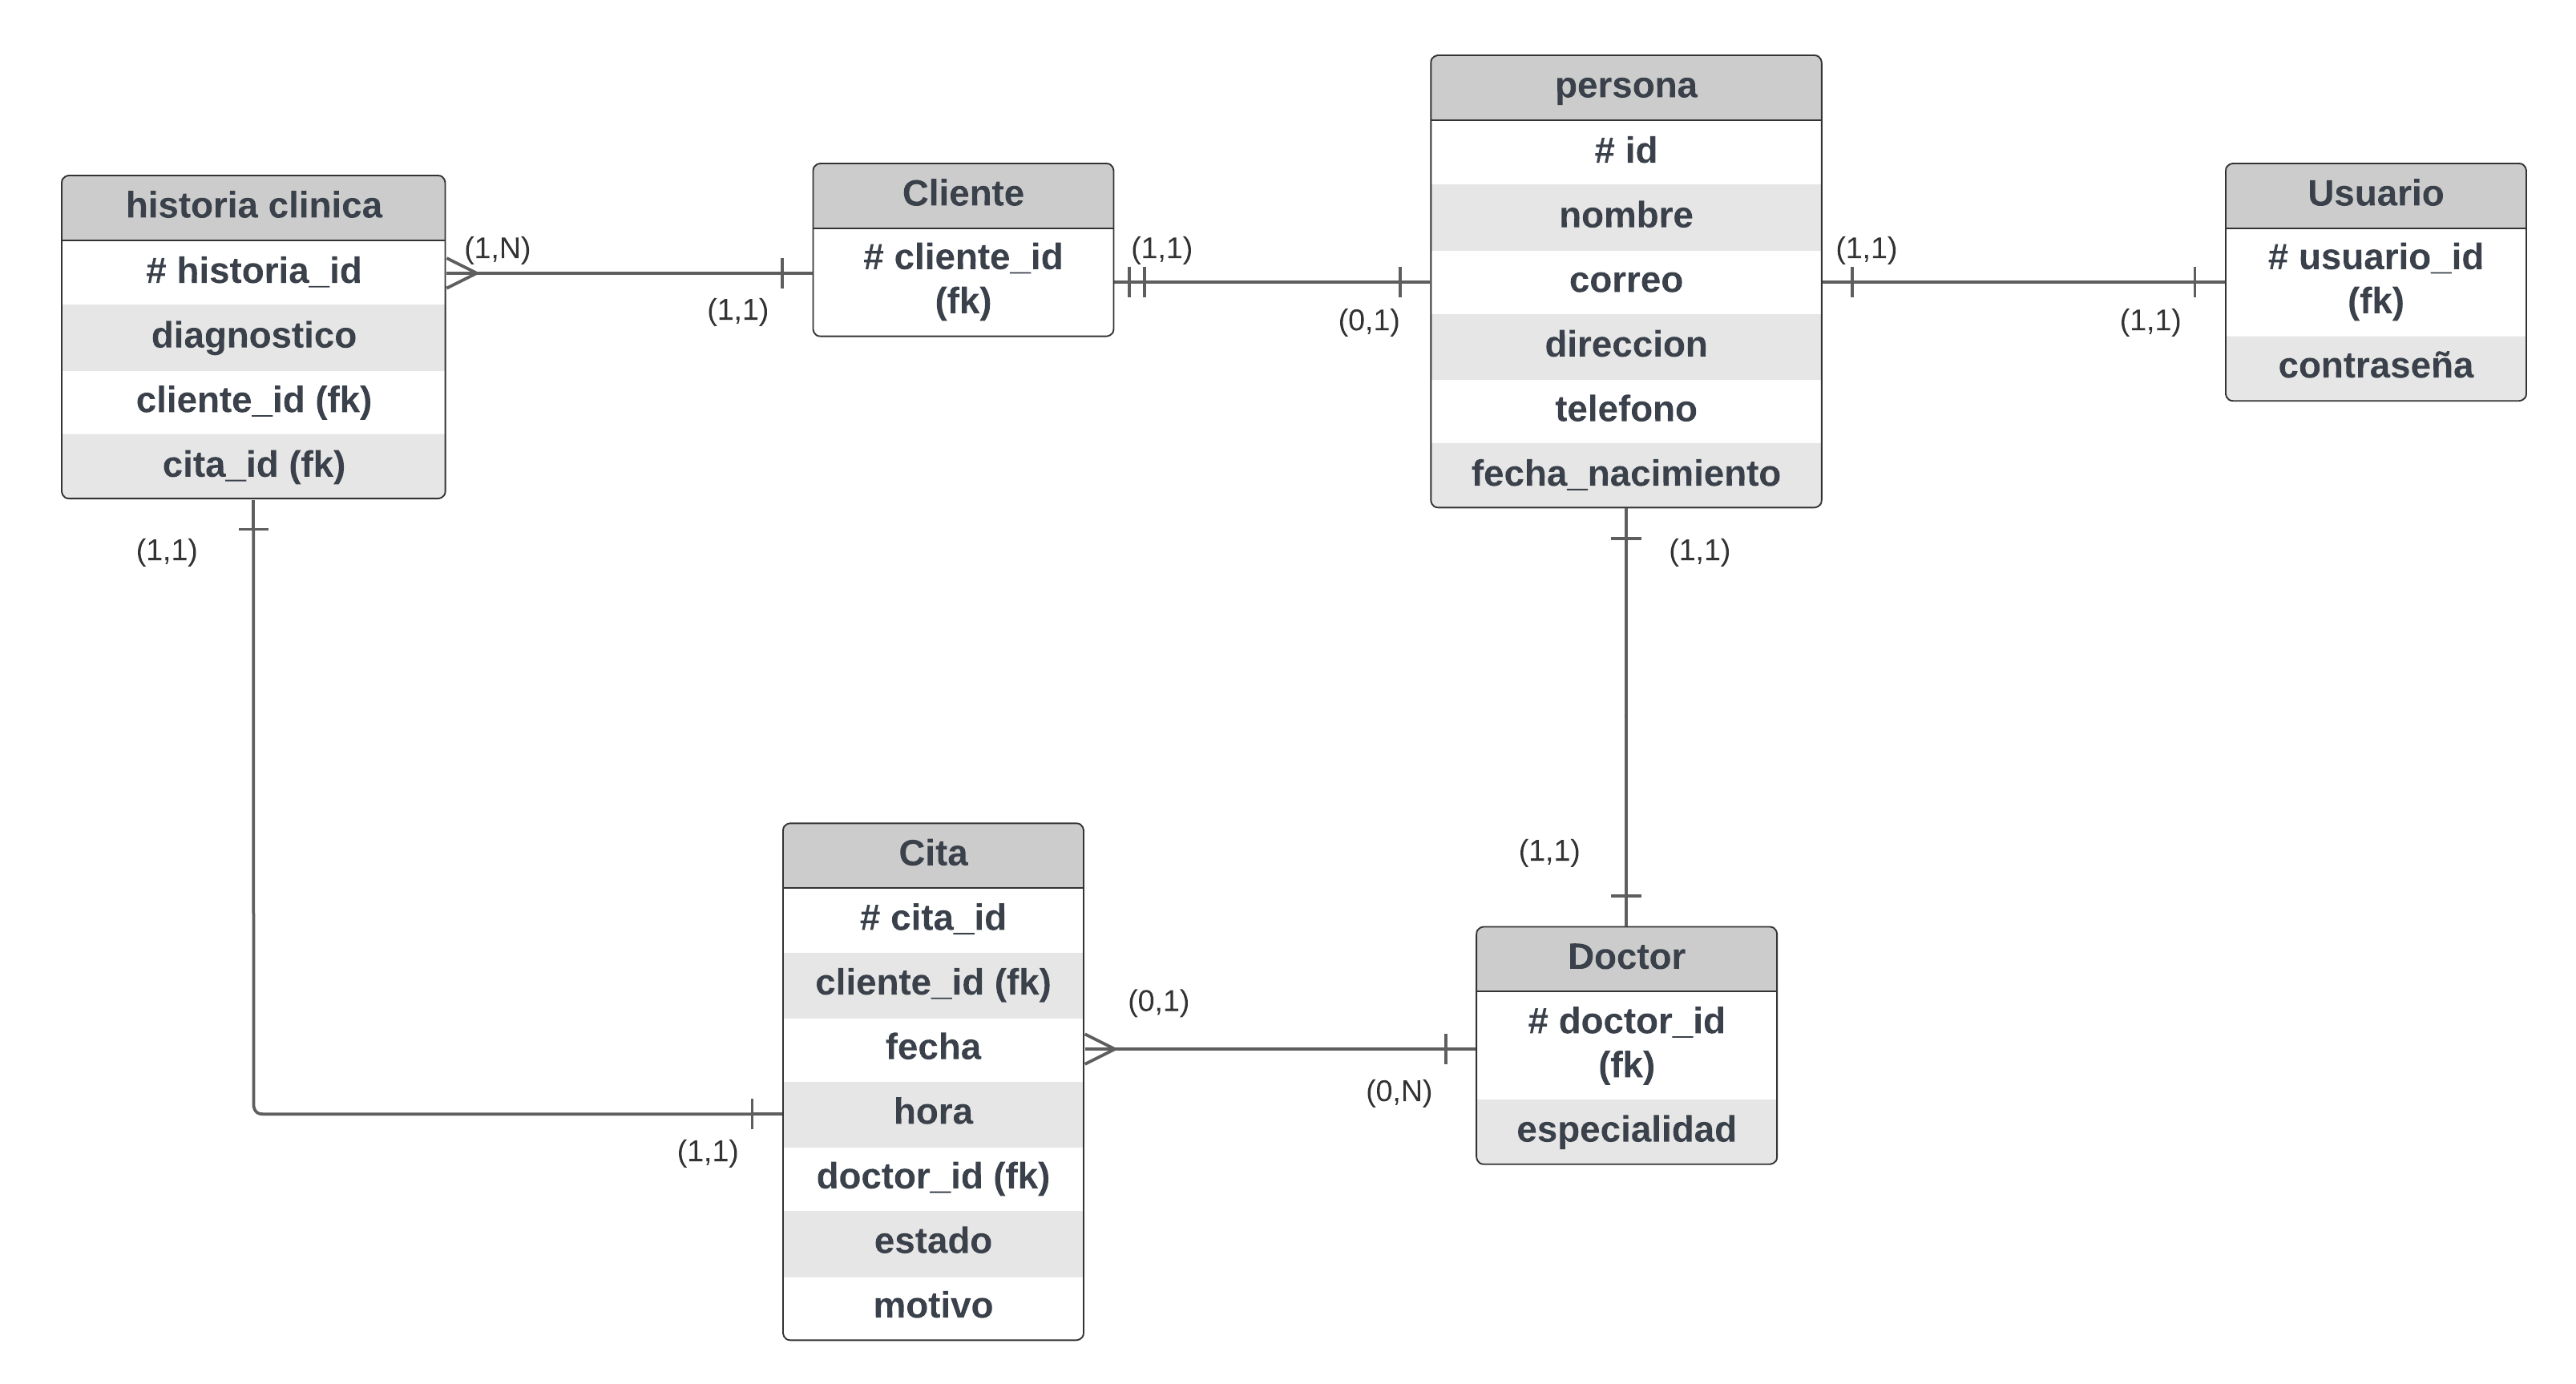 historia clinica
# historia_id
diagnostico
cliente_id (fk)
cita_id (fk)
(1,N)
(1,1)
(1,1)
Cliente
# cliente_id
(fk)
(1,1)
(0,1)
persona
# id
nombre
correo
direccion
telefono
fecha_nacimiento
(1,1)
(1,1)
Usuario
# usuario_id
(fk)
contraseña
(1,1)
(1,1)
Cita
# cita_id
cliente_id (fk)
fecha
hora
doctor_id (fk)
estado
motivo
(1,1)
(0,1)
(0,N)
Doctor
# doctor_id
(fk)
especialidad